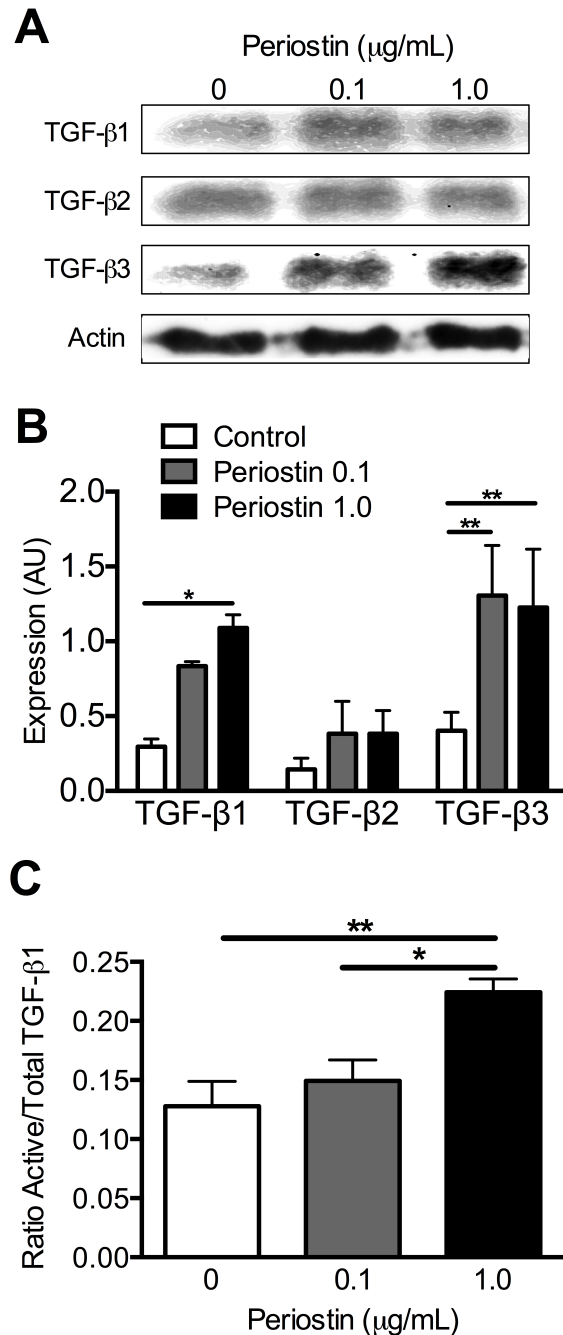 A
Periostin (μg/mL)
0 0.1 1.0
TGF-β1
TGF-β2
TGF-β3
Actin
B
Control
Periostin 0.1
Periostin 1.0
Expression (AU)
2.0
1.5
1.0
0.5
0.0
*
**
**
TGF-β1 TGF-β2 TGF-β3
C
Ratio Active/Total TGF-β1
0.25
0.20
0.15
0.10
0.05
0.00
**
*
0 0.1 1.0
Periostin (μg/mL)